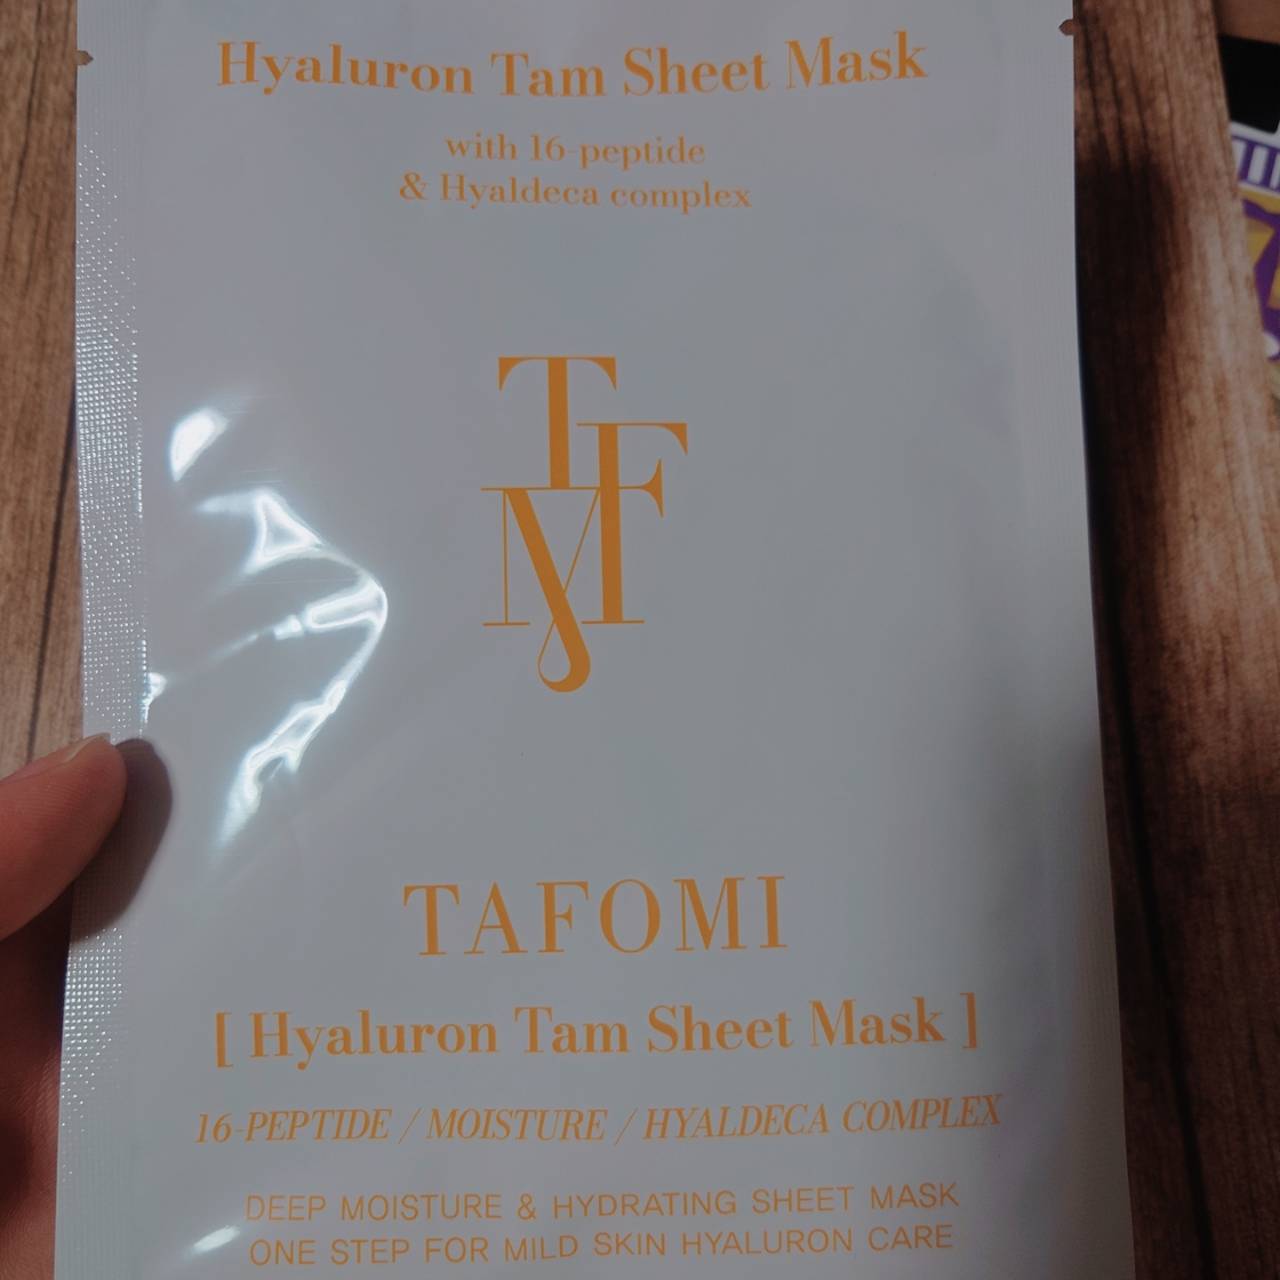 Hyaluron Tam Sheet Mask
with 16-peptide
& Hyaldeca complex
TFM
TAFOMI
[ Hyaluron Tam Sheet Mask ]
16-PEPTIDE / MOISTURE / HYALDECA COMPLEX
DEEP MOISTURE & HYDRATING SHEET MASK
ONE STEP FOR MILD SKIN HYALURON CARE